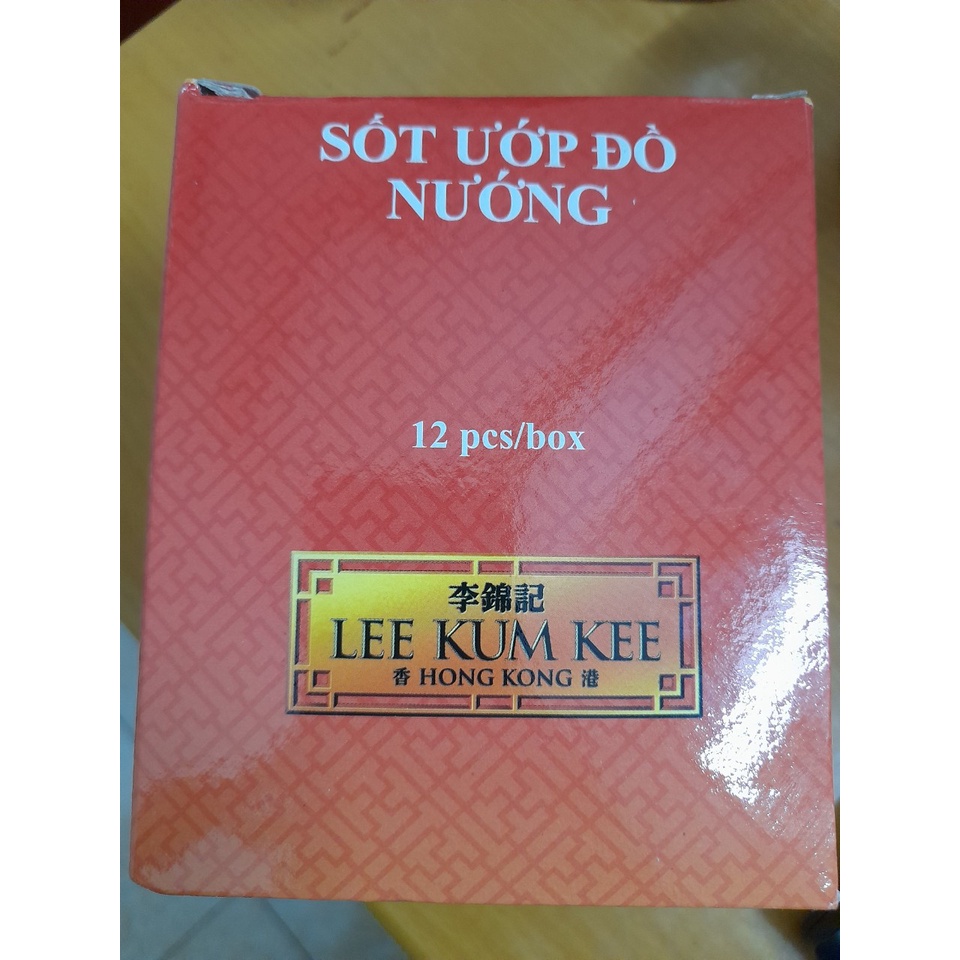 SỐT ƯỚP ĐỒ
NƯỚNG
12 pcs/box
李錦記
LEE KUM KEE
香 HONG KONG 港